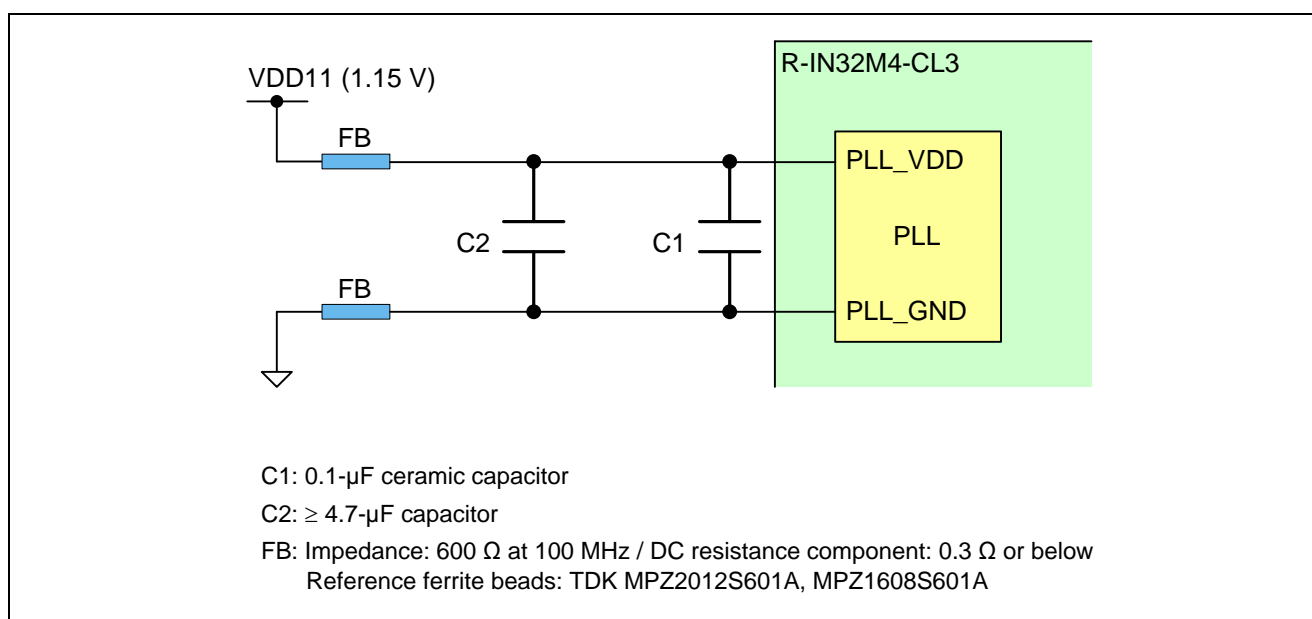 R-IN32M4-CL3
VDD11 (1.15 V)
FB
PLL_VDD
C2
C1
PLL
FB
PLL_GND
C1: 0.1-μF ceramic capacitor
C2: ≥ 4.7-μF capacitor
FB: Impedance: 600 Ω at 100 MHz / DC resistance component: 0.3 Ω or below
Reference ferrite beads: TDK MPZ2012S601A, MPZ1608S601A